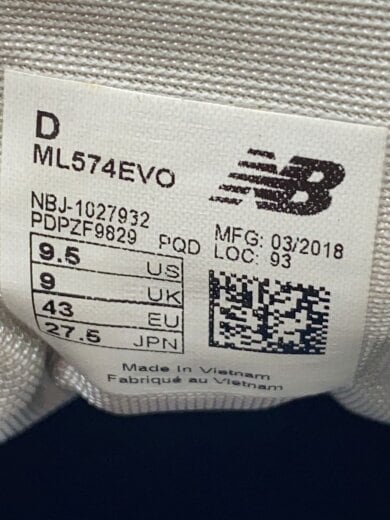 D
ML574EVO
NB
NBJ-1027932
PDPZF9829 PQD
MFG: 03/2018
LOC: 93
9.5 US
9 UK
43 EU
27.5 JPN
Made in Vietnam
Fabriqué au Vietnam